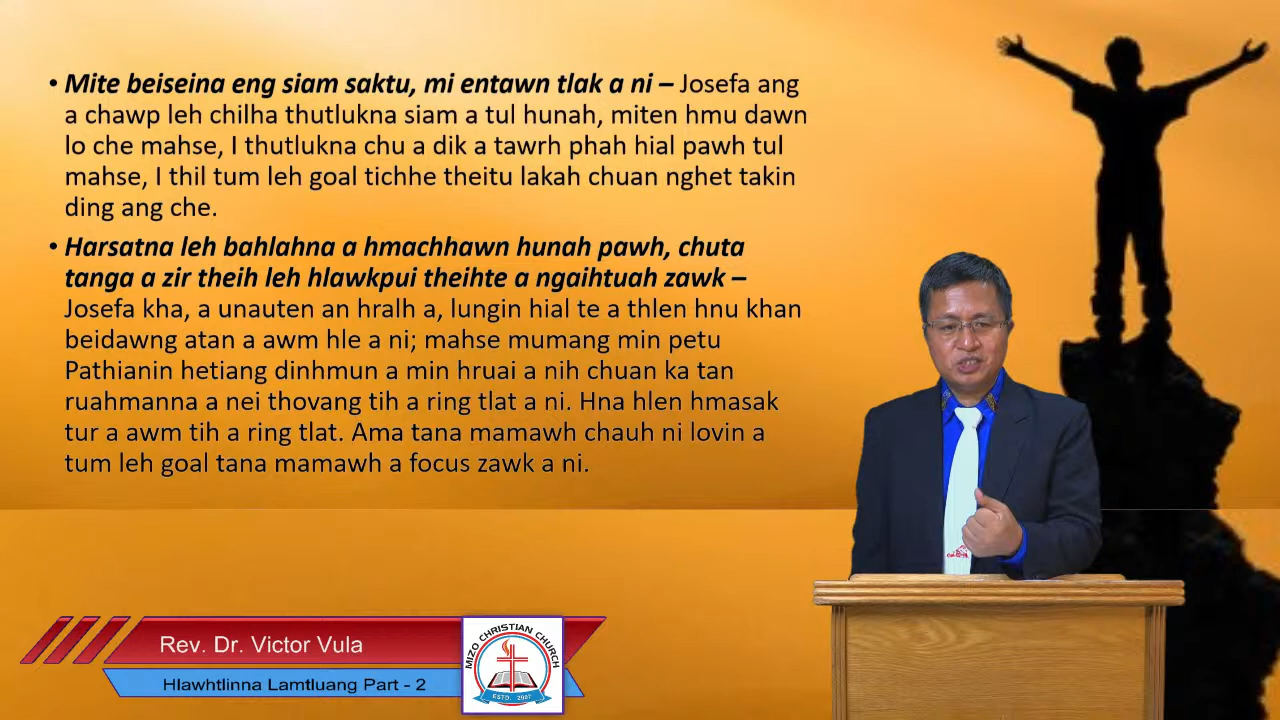 • Mite beiseina eng siam saktu, mi entawn tlak a ni – Josefa ang
a chawp leh chilha thutlukna siam a tul hunah, miten hmu dawn
lo che mahse, I thutlukna chu a dik a tawrh phah hial pawh tul
mahse, I thil tum leh goal tichhe theitu lakah chuan nghet takin
ding ang che.
• Harsatna leh bahlahna a hmachhawn hunah pawh, chuta
tanga a zir theih leh hlawkpui theihte a ngaihtuah zawk –
Josefa kha, a unauten an hralh a, lungin hial te a thlen hnu khan
beidawng atan a awm hle a ni; mahse mumang min petu
Pathianin hetiang dinhmun a min hruai a nih chuan ka tan
ruahmanna a nei thovang tih a ring tlat a ni. Hna hlen hmasak
tur a awm tih a ring tlat. Ama tana mamawh chauh ni lovin a
tum leh goal tana mamawh a focus zawk a ni.
Rev. Dr. Victor Vula
Hlawhtlinna Lamtluang Part - 2
MIZO CHRISTIAN CHURCH
ESTD. 2007